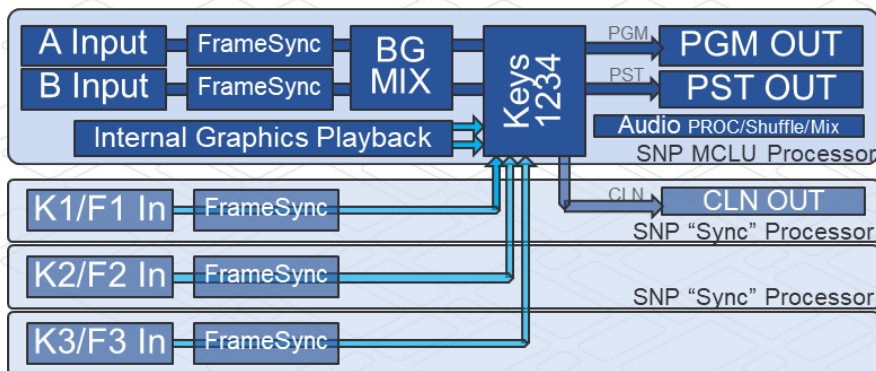 A Input
FrameSync
BG
MIX
Keys
1234
PGM
PGM OUT
B Input
FrameSync
PST
PST OUT
Internal Graphics Playback
Audio PROC/Shuffle/Mix
SNP MCLU Processor
K1/F1 In
FrameSync
CLN
CLN OUT
SNP “Sync” Processor
K2/F2 In
FrameSync
SNP “Sync” Processor
K3/F3 In
FrameSync